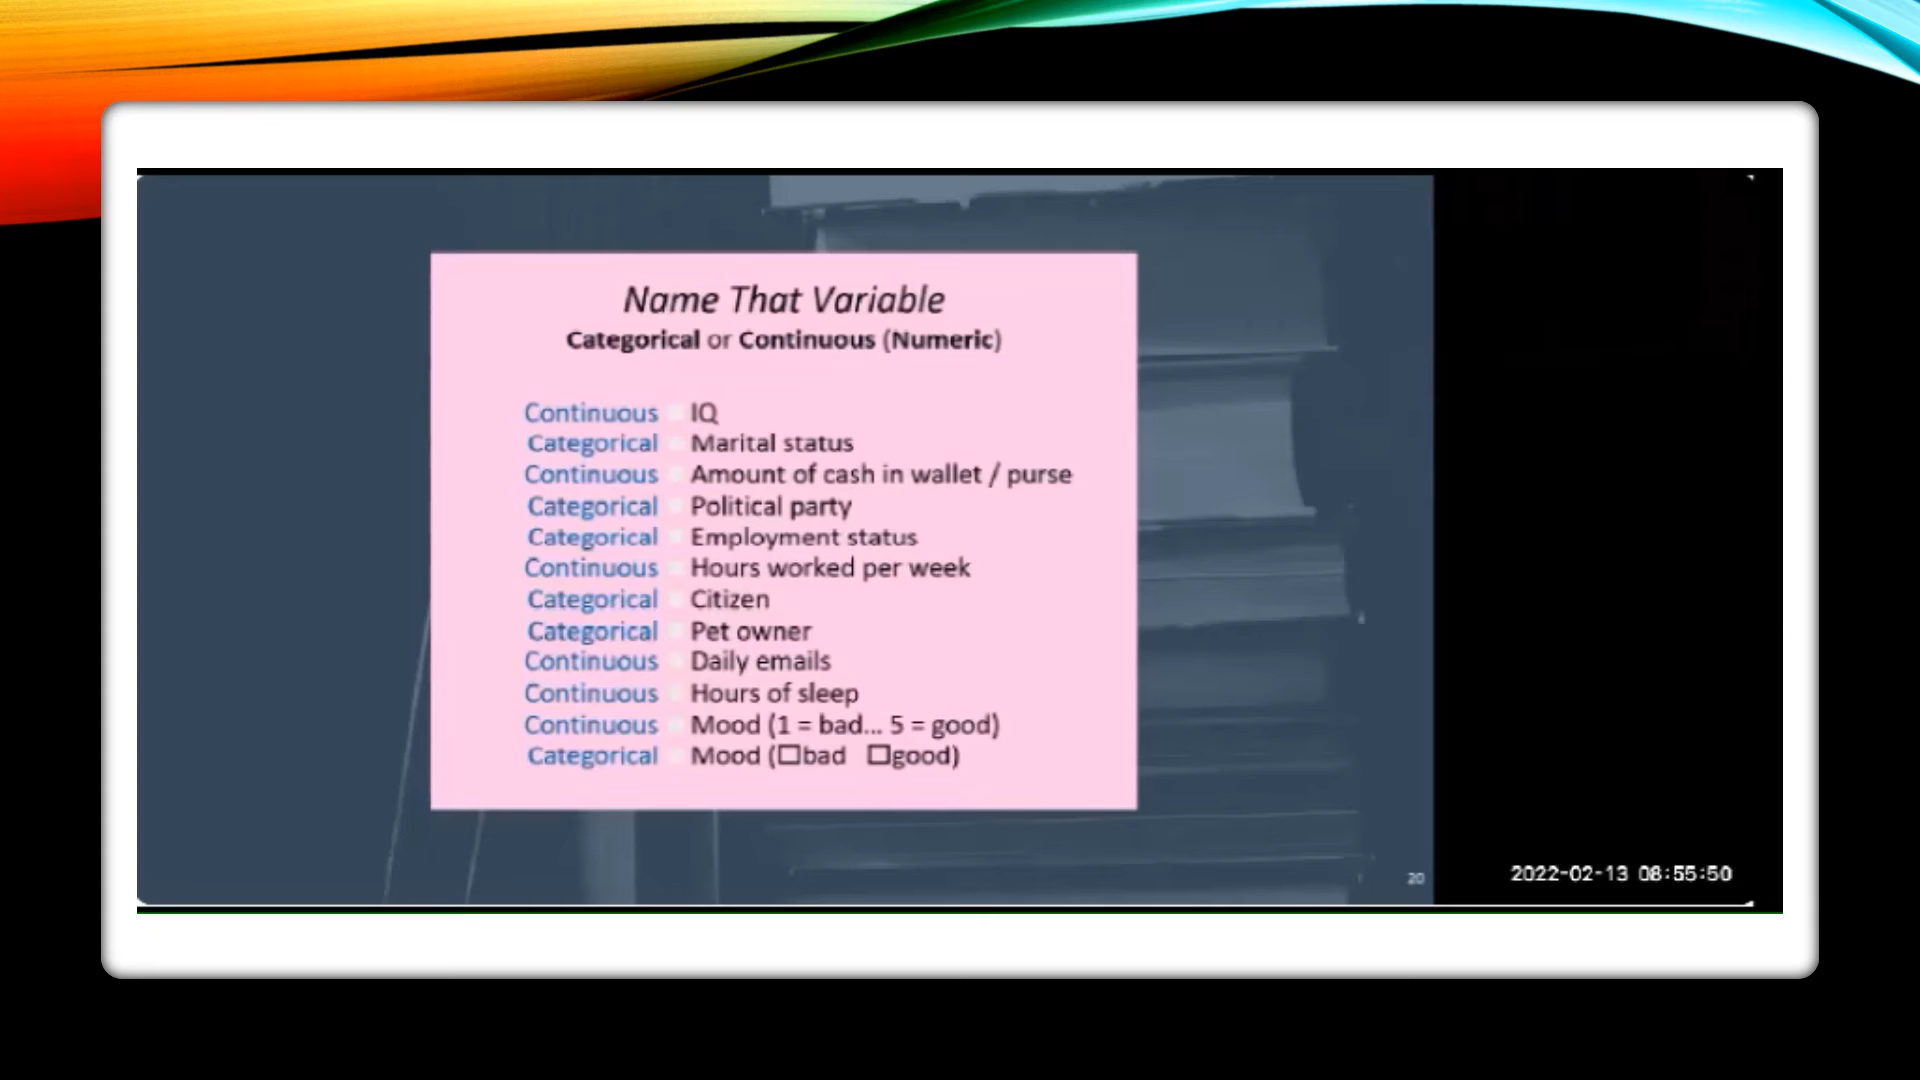 Name That Variable
Categorical or Continuous (Numeric)
Continuous IQ
Categorical Marital status
Continuous Amount of cash in wallet / purse
Categorical Political party
Categorical Employment status
Continuous Hours worked per week
Categorical Citizen
Categorical Pet owner
Continuous Daily emails
Continuous Hours of sleep
Continuous Mood (1 = bad... 5 = good)
Categorical Mood (☐bad ☐good)
20
2022-02-13 08:55:50